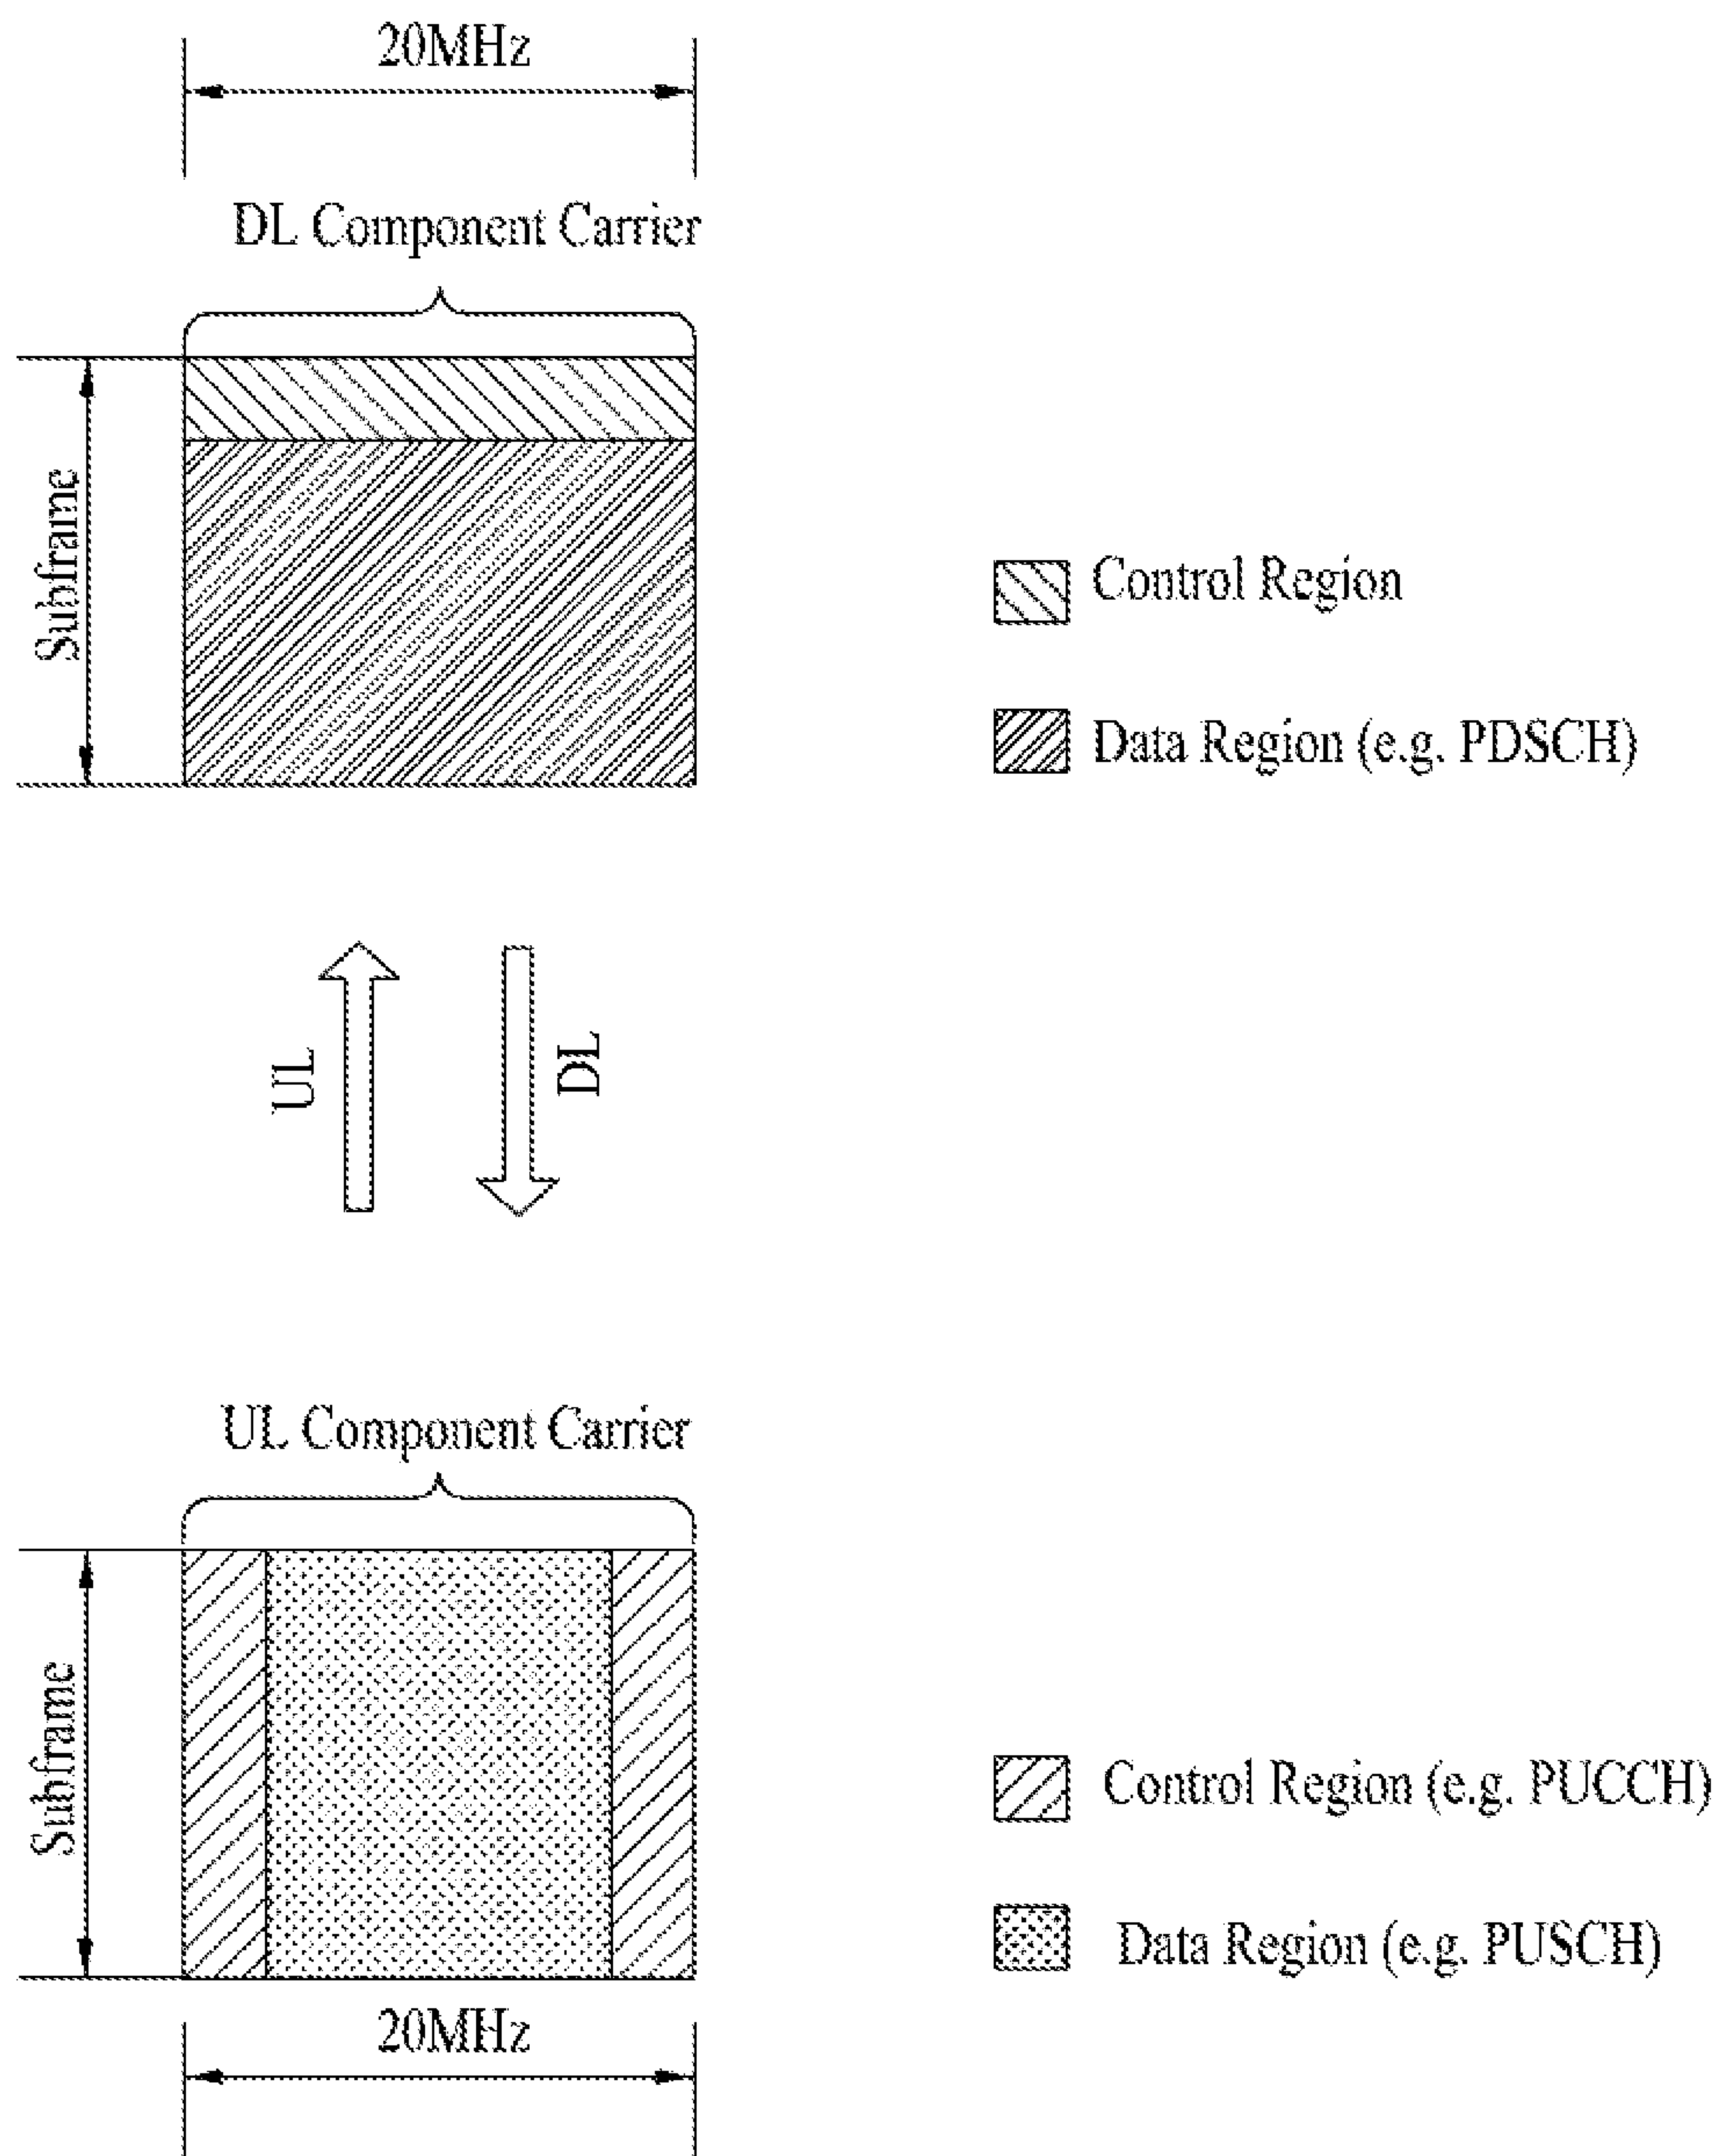 20MHz
DL Component Carrier
Subframe
Control Region
Data Region (e.g. PDSCH)
UL
DL
UL Component Carrier
Subframe
Control Region (e.g. PUCCH)
Data Region (e.g. PUSCH)
20MHz